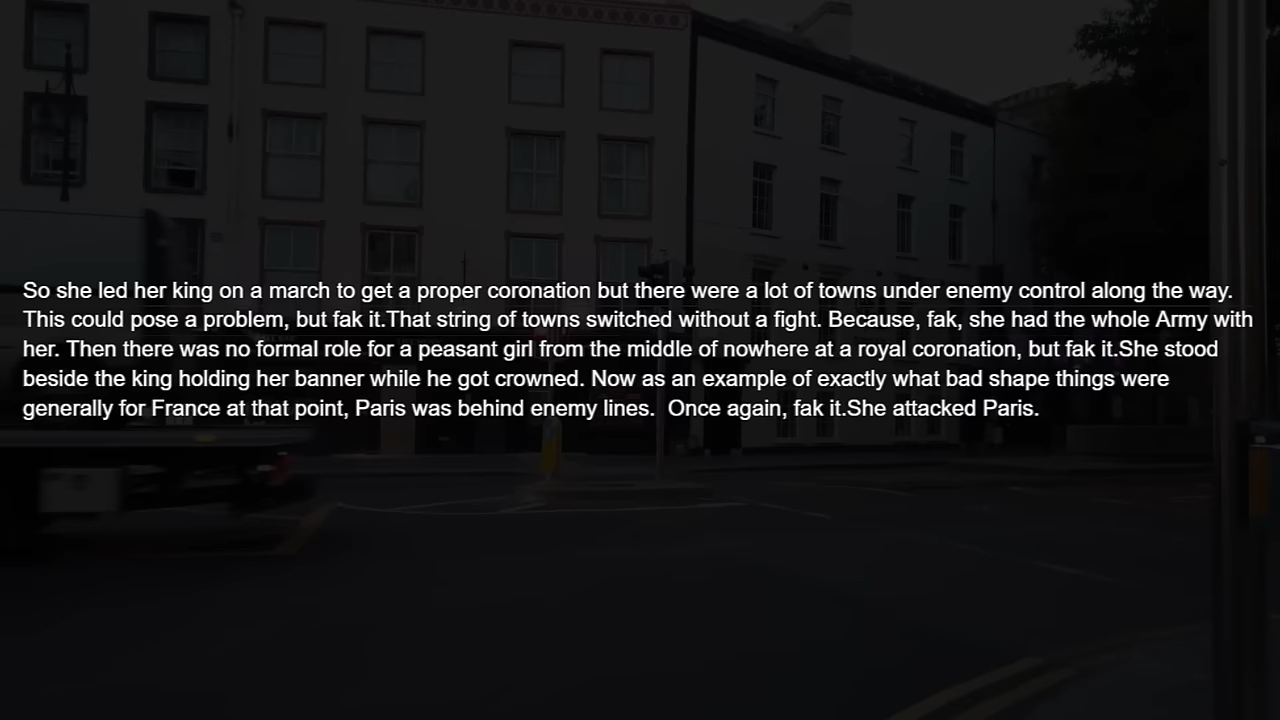 So she led her king on a march to get a proper coronation but there were a lot of towns under enemy control along the way.
This could pose a problem, but fak it.That string of towns switched without a fight. Because, fak, she had the whole Army with
her. Then there was no formal role for a peasant girl from the middle of nowhere at a royal coronation, but fak it.She stood
beside the king holding her banner while he got crowned. Now as an example of exactly what bad shape things were
generally for France at that point, Paris was behind enemy lines.  Once again, fak it.She attacked Paris.